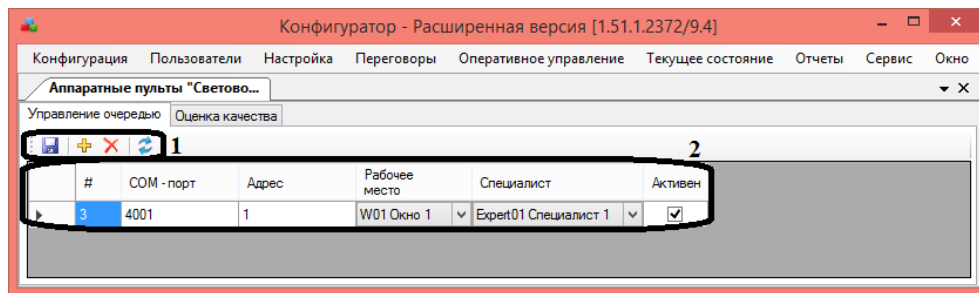 Конфигуратор - Расширенная версия [1.51.1.2372/9.4]
Конфигурация Пользователи Настройка Переговоры Оперативное управление Текущее состояние Отчеты Сервис Окно
Аппаратные пульты "Светово...
Управление очередью Оценка качества
1
2
# COM - порт Адрес Рабочее место Специалист Активен
3 4001 1 W01 Окно 1 Expert01 Специалист 1